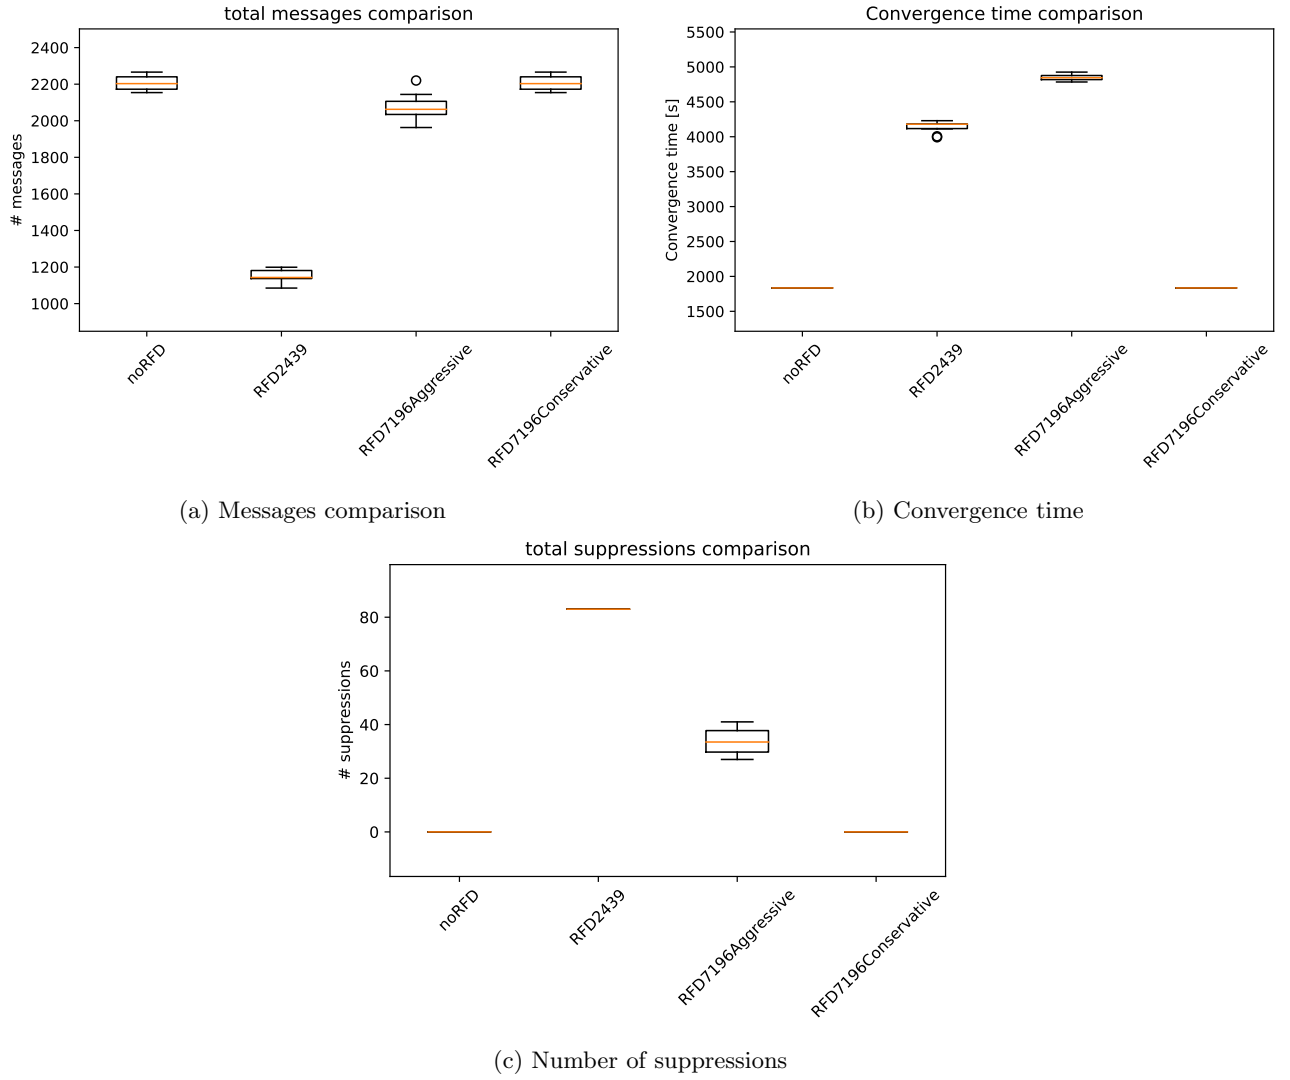 total messages comparison
# messages
2400
2200
2000
1800
1600
1400
1200
1000
noRFD
RFD2439
RFD7196Aggressive
RFD7196Conservative
(a) Messages comparison
Convergence time comparison
Convergence time [s]
5500
5000
4500
4000
3500
3000
2500
2000
1500
noRFD
RFD2439
RFD7196Aggressive
RFD7196Conservative
(b) Convergence time
total suppressions comparison
# suppressions
80
60
40
20
0
noRFD
RFD2439
RFD7196Aggressive
RFD7196Conservative
(c) Number of suppressions